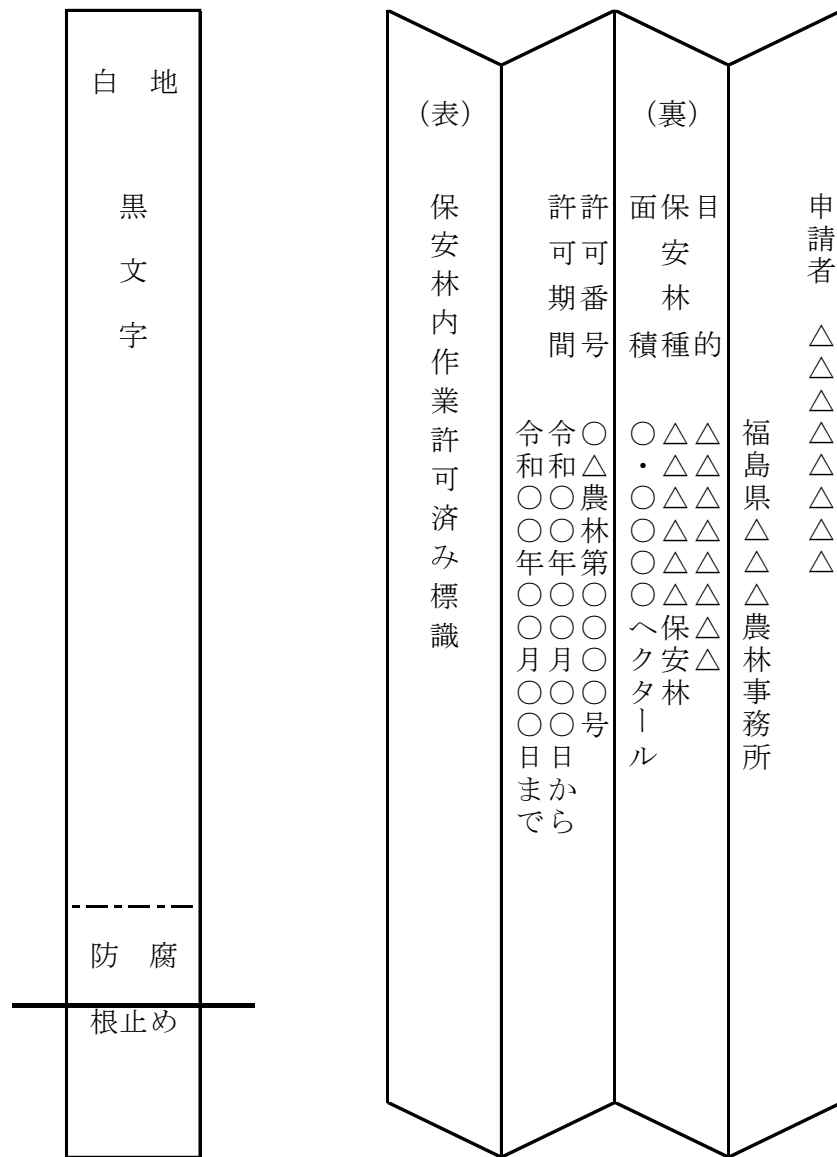 白　地
黒文字
防　腐
根止め
（表）
保安林内作業許可済み標識
許可番号　○△農林第○○○○号
許可期間　令和○○年○○月○○日から
令和○○年○○月○○日まで
（裏）
目的　△△△△△△△
保安林種　△△△△△△保安林
面積　○・○○○○ヘクタール
申請者　△△△△△△△△
福島県△△△農林事務所